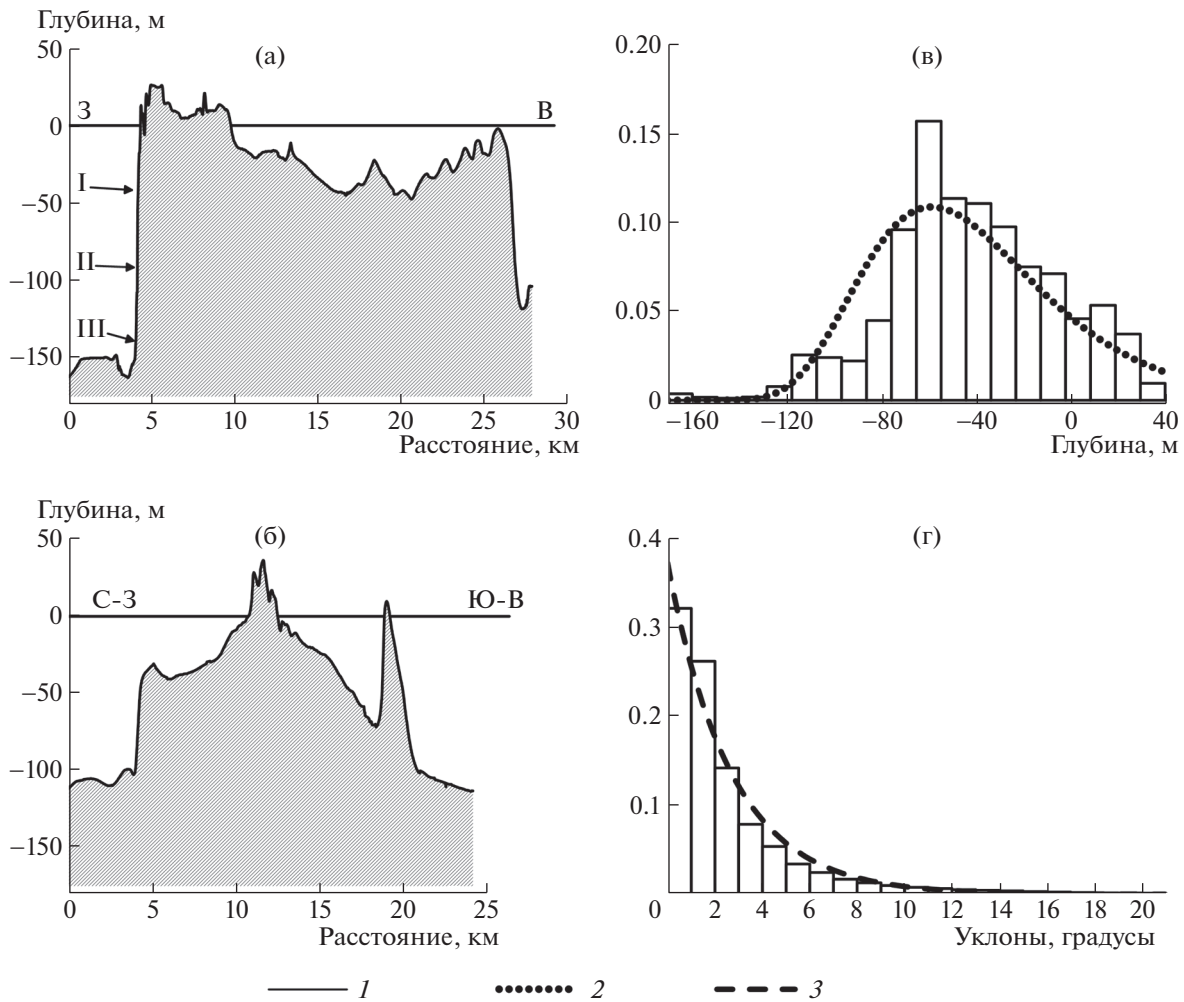 Глубина, м
(а)
50
0
−50
−100
−150
З
В
I
II
III
0 5 10 15 20 25 30
Расстояние, км
(в)
0.20
0.15
0.10
0.05
0
−160 −120 −80 −40 0 40
Глубина, м
Глубина, м
(б)
50
0
−50
−100
−150
С-З
Ю-В
0 5 10 15 20 25
Расстояние, км
(г)
0.4
0.3
0.2
0.1
0 2 4 6 8 10 12 14 16 18 20
Уклоны, градусы
1 2 3